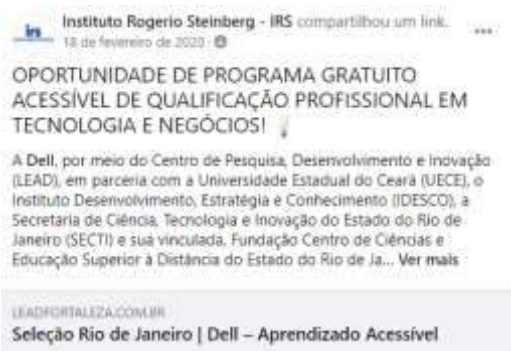 irs
Instituto Rogerio Steinberg - IRS compartilhou um link.
18 de fevereiro de 2020
OPORTUNIDADE DE PROGRAMA GRATUITO
ACESSÍVEL DE QUALIFICAÇÃO PROFISSIONAL EM
TECNOLOGIA E NEGÓCIOS!
A Dell, por meio do Centro de Pesquisa, Desenvolvimento e Inovação
(LEAD), em parceria com a Universidade Estadual do Ceará (UECE), o
Instituto Desenvolvimento, Estratégia e Conhecimento (IDESCO), a
Secretaria de Ciência, Tecnologia e Inovação do Estado do Rio de
Janeiro (SECTI) e sua vinculada, Fundação Centro de Ciências e
Educação Superior à Distância do Estado do Rio de Ja... Ver mais
LEADFORTALEZA.COM.BR
Seleção Rio de Janeiro | Dell – Aprendizado Acessível